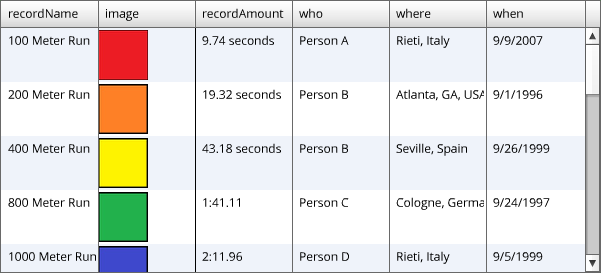 recordName image recordAmount who where when
100 Meter Run 9.74 seconds Person A Rieti, Italy 9/9/2007
200 Meter Run 19.32 seconds Person B Atlanta, GA, USA 9/1/1996
400 Meter Run 43.18 seconds Person B Seville, Spain 9/26/1999
800 Meter Run 1:41.11 Person C Cologne, Germa 9/24/1997
1000 Meter Run 2:11.96 Person D Rieti, Italy 9/5/1999